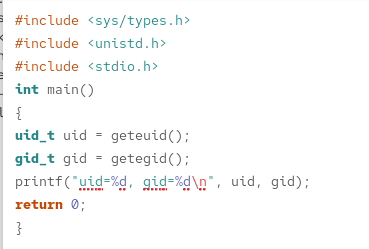 #include <sys/types.h>
#include <unistd.h>
#include <stdio.h>
int main()
{
uid_t uid = geteuid();
gid_t gid = getegid();
printf("uid=%d, gid=%d\n", uid, gid);
return 0;
}